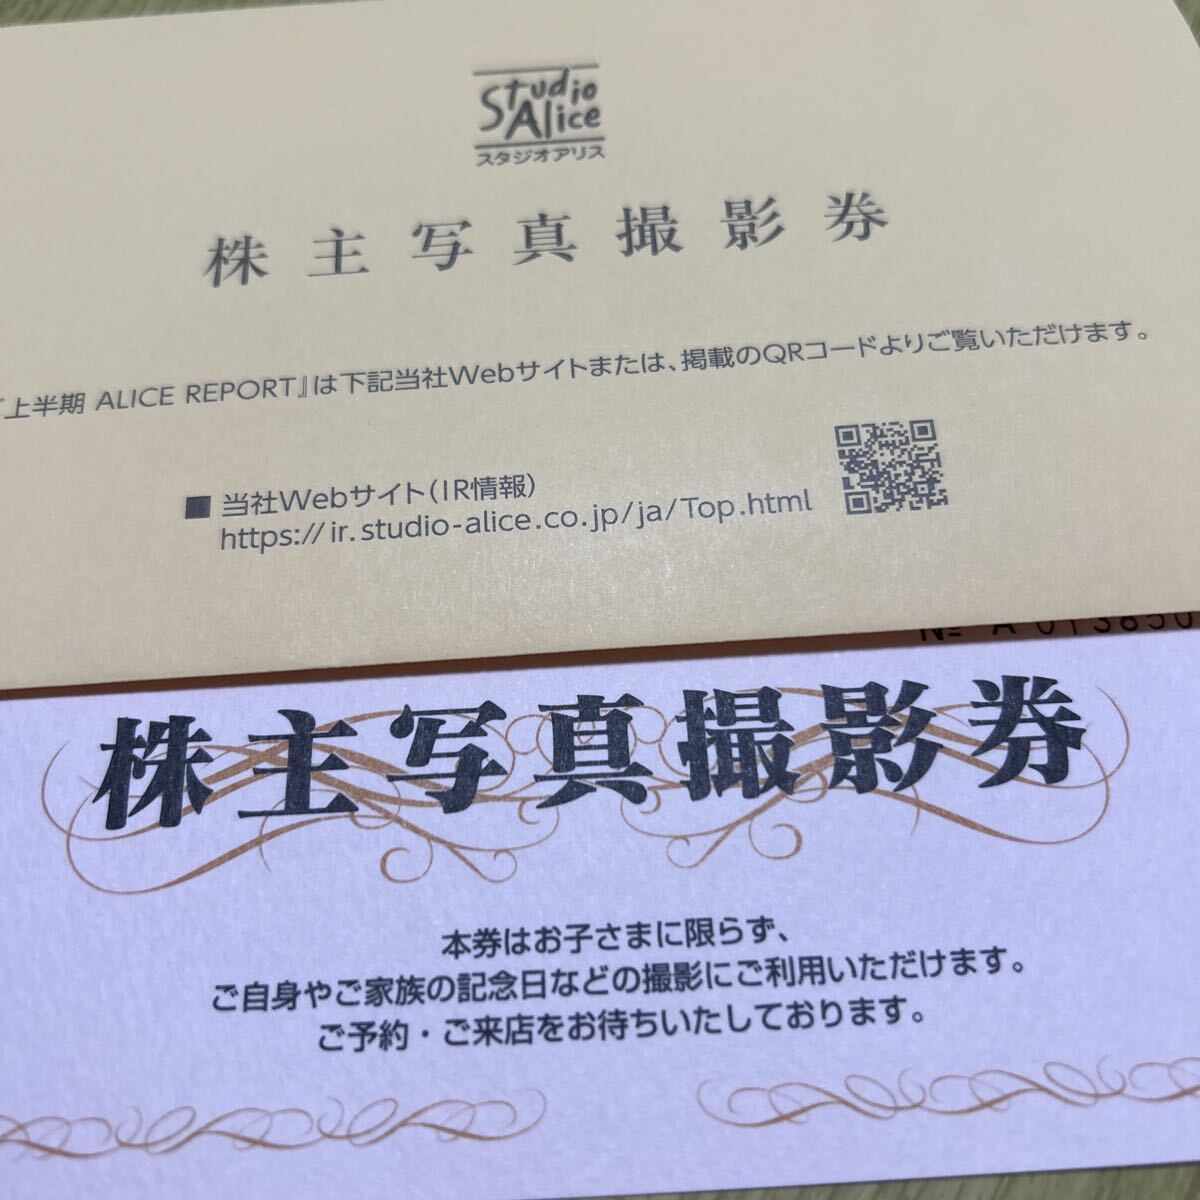 Studio
Alice
スタジオアリス
株主写真撮影券
『上半期 ALICE REPORT』は下記当社Webサイトまたは、掲載のQRコードよりご覧いただけます。
■ 当社Webサイト(IR情報)
https://ir.studio-alice.co.jp/ja/Top.html
№ A 013850
株主写真撮影券
本券はお子さまに限らず、
ご自身やご家族の記念日などの撮影にご利用いただけます。
ご予約・ご来店をお待ちいたしております。